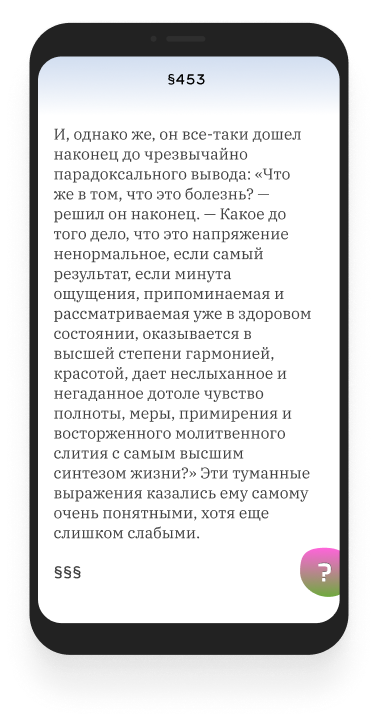 §453
И, однако же, он все-таки дошел
наконец до чрезвычайно
парадоксального вывода: «Что
же в том, что это болезнь? —
решил он наконец. — Какое до
того дело, что это напряжение
ненормальное, если самый
результат, если минута
ощущения, припоминаемая и
рассматриваемая уже в здоровом
состоянии, оказывается в
высшей степени гармонией,
красотой, дает неслыханное и
негаданное дотоле чувство
полноты, меры, примирения и
восторженного молитвенного
слития с самым высшим
синтезом жизни?» Эти туманные
выражения казались ему самому
очень понятными, хотя еще
слишком слабыми.
§§§
?